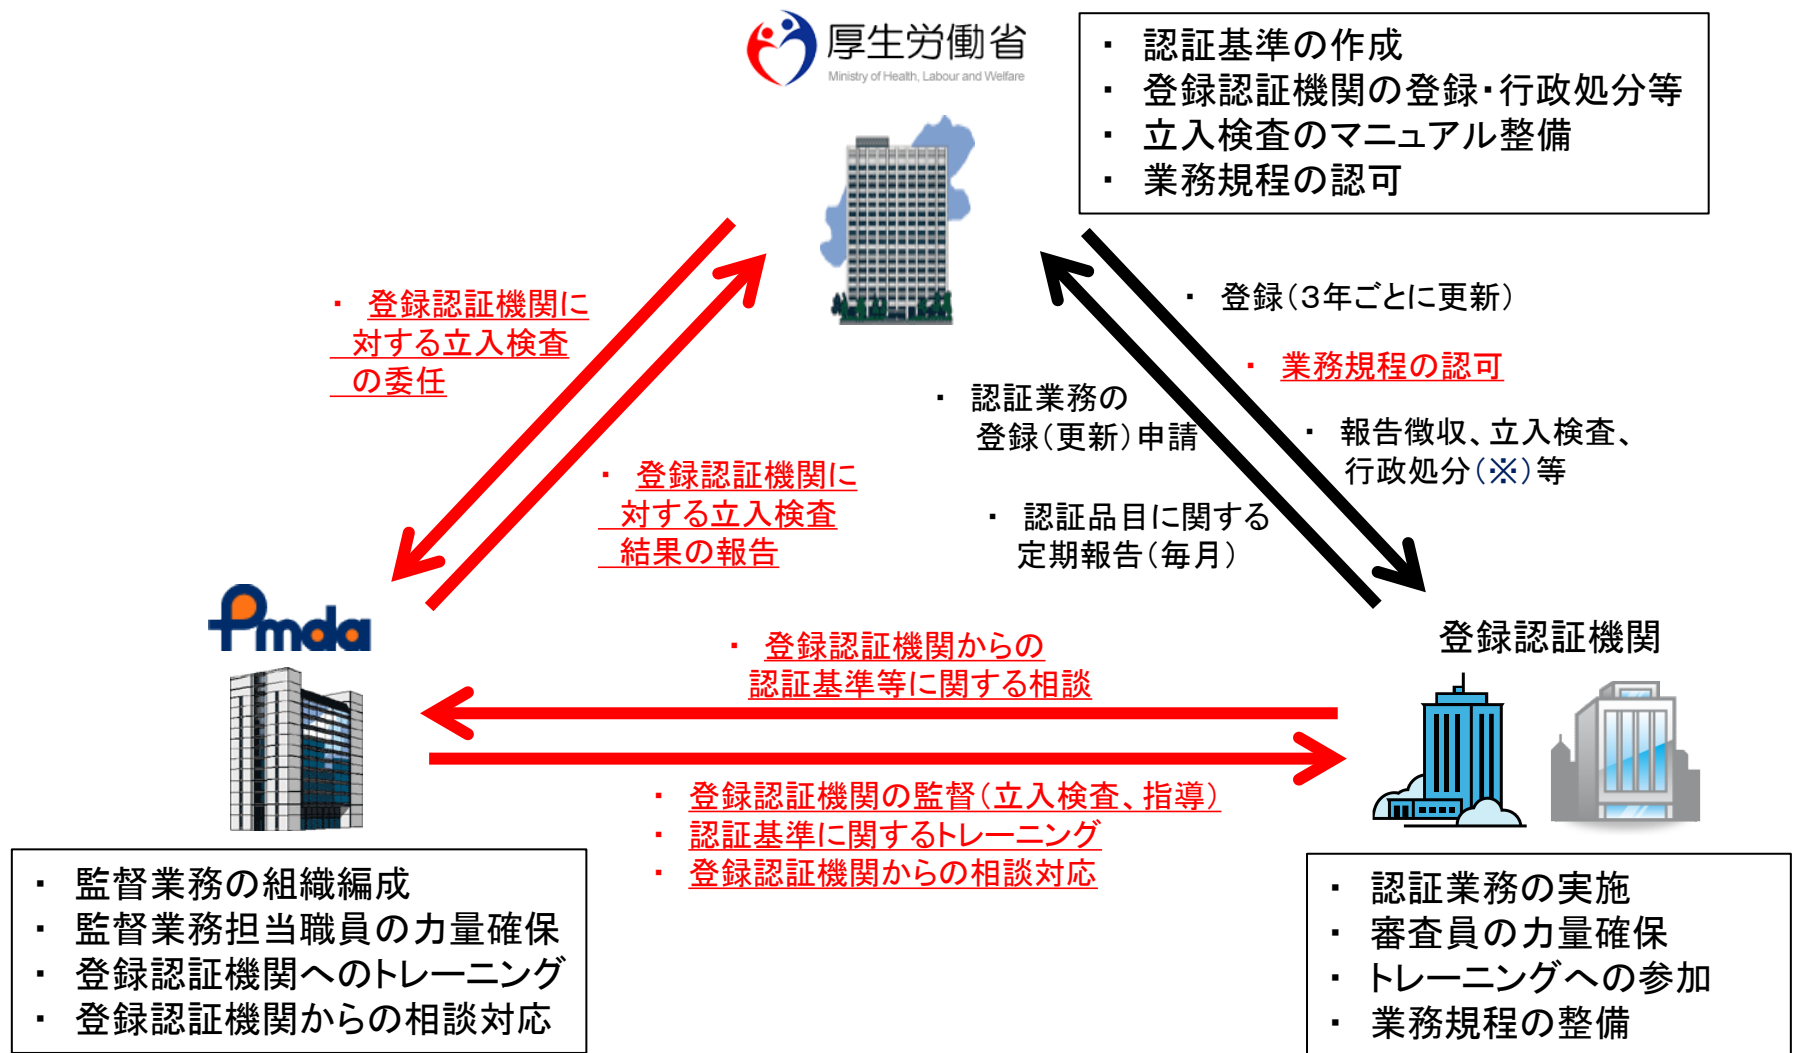 厚生労働省
Ministry of Health, Labour and Welfare
・ 認証基準の作成
・ 登録認証機関の登録・行政処分等
・ 立入検査のマニュアル整備
・ 業務規程の認可
・ 登録認証機関に
対する立入検査
の委任
・ 登録認証機関に
対する立入検査
結果の報告
・ 登録(3年ごとに更新)
・ 業務規程の認可
・ 報告徴収、立入検査、
行政処分(※)等
・ 認証業務の
登録(更新)申請
・ 認証品目に関する
定期報告(毎月)
Pmda
登録認証機関
・ 登録認証機関からの
認証基準等に関する相談
・ 登録認証機関の監督(立入検査、指導)
・ 認証基準に関するトレーニング
・ 登録認証機関からの相談対応
・ 監督業務の組織編成
・ 監督業務担当職員の力量確保
・ 登録認証機関へのトレーニング
・ 登録認証機関からの相談対応
・ 認証業務の実施
・ 審査員の力量確保
・ トレーニングへの参加
・ 業務規程の整備